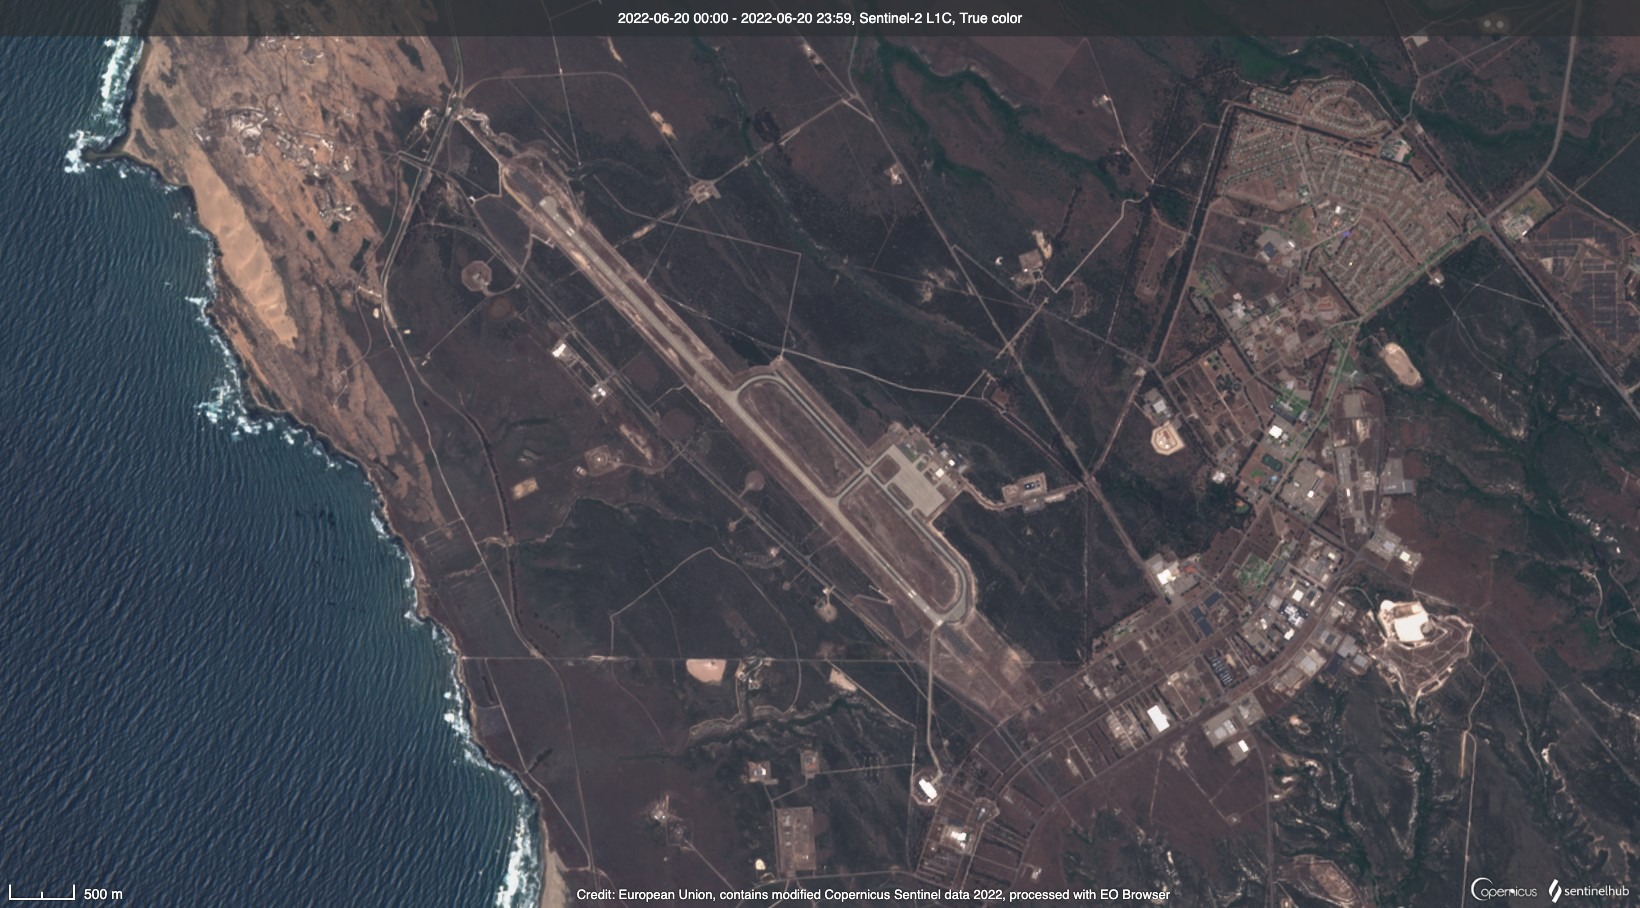 2022-06-20 00:00 - 2022-06-20 23:59, Sentinel-2 L1C, True color
500 m
Credit: European Union, contains modified Copernicus Sentinel data 2022, processed with EO Browser
opernicus
sentinelhub